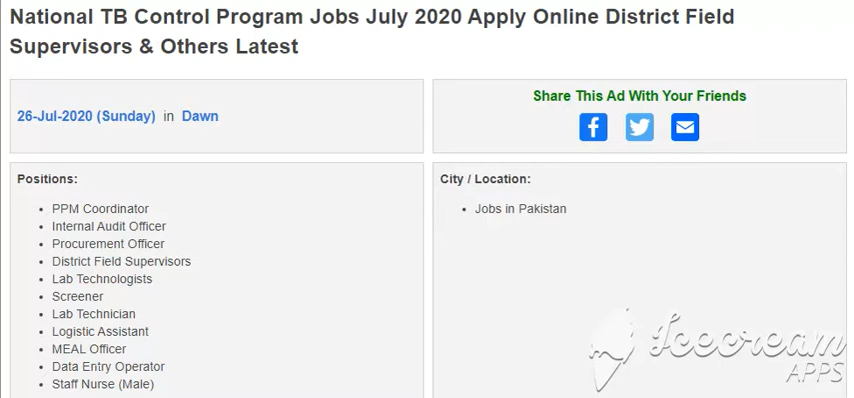 National TB Control Program Jobs July 2020 Apply Online District Field
Supervisors & Others Latest
26-Jul-2020 (Sunday) in Dawn
Share This Ad With Your Friends
Positions:
PPM Coordinator
Internal Audit Officer
Procurement Officer
District Field Supervisors
Lab Technologists
Screener
Lab Technician
Logistic Assistant
MEAL Officer
Data Entry Operator
Staff Nurse (Male)
City / Location:
Jobs in Pakistan
Icecream
APPS